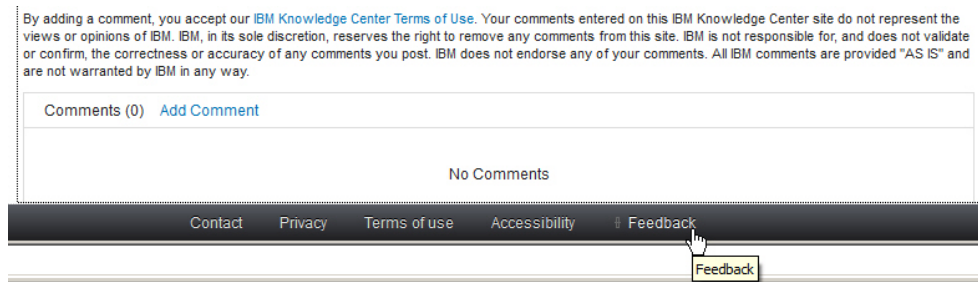 By adding a comment, you accept our IBM Knowledge Center Terms of Use. Your comments entered on this IBM Knowledge Center site do not represent the
views or opinions of IBM. IBM, in its sole discretion, reserves the right to remove any comments from this site. IBM is not responsible for, and does not validate
or confirm, the correctness or accuracy of any comments you post. IBM does not endorse any of your comments. All IBM comments are provided "AS IS" and
are not warranted by IBM in any way.
Comments (0) Add Comment
No Comments
Contact Privacy Terms of use Accessibility Feedback
Feedback